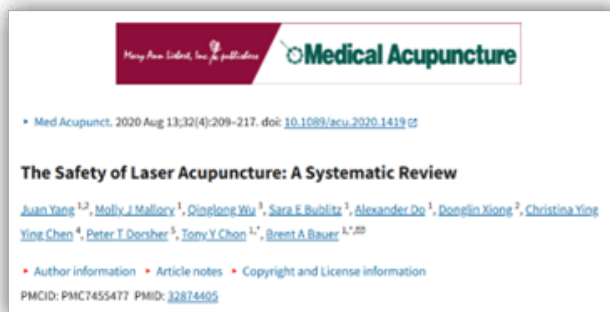 Mary Ann Liebert, Inc. publishers
Medical Acupuncture
‣ Med Acupunct. 2020 Aug 13;32(4):209–217. doi: 10.1089/acu.2020.1419
The Safety of Laser Acupuncture: A Systematic Review
Juan Yang 1,2, Molly J Mallory 1, Qinglong Wu 3, Sara E Bublitz 1, Alexander Do 1, Donglin Xiong 2, Christina Ying
Ying Chen 4, Peter T Dorsher 5, Tony Y Chon 1,*, Brent A Bauer 1,*,✉
‣ Author information ‣ Article notes ‣ Copyright and License information
PMCID: PMC7455477 PMID: 32874405